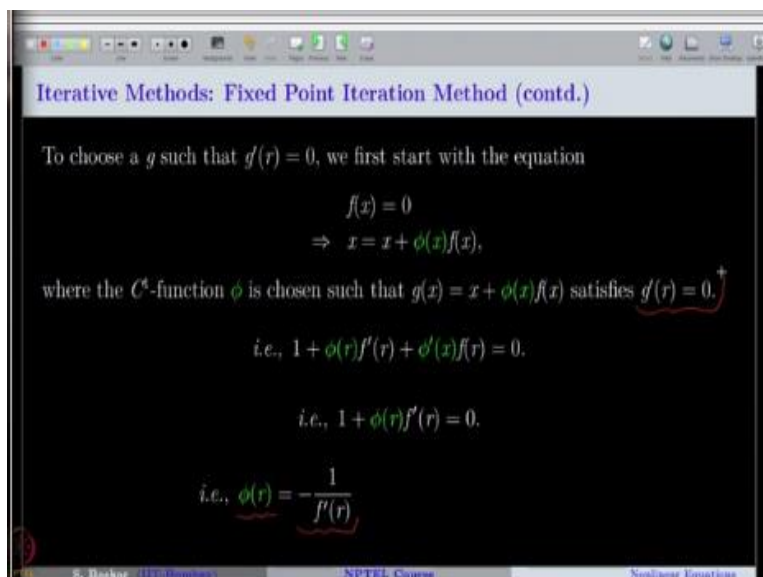 Iterative Methods: Fixed Point Iteration Method (contd.)
To choose a g such that g′(r) = 0, we first start with the equation
f(x) = 0
⇒ x = x + ϕ(x)f(x),
where the C¹-function ϕ is chosen such that g(x) = x + ϕ(x)f(x) satisfies g′(r) = 0.
i.e., 1 + ϕ(r)f′(r) + ϕ′(x)f(r) = 0.
i.e., 1 + ϕ(r)f′(r) = 0.
i.e., ϕ(r) = −1/f′(r)
S. Baskar (IIT-Bombay) NPTEL Course Nonlinear Equations